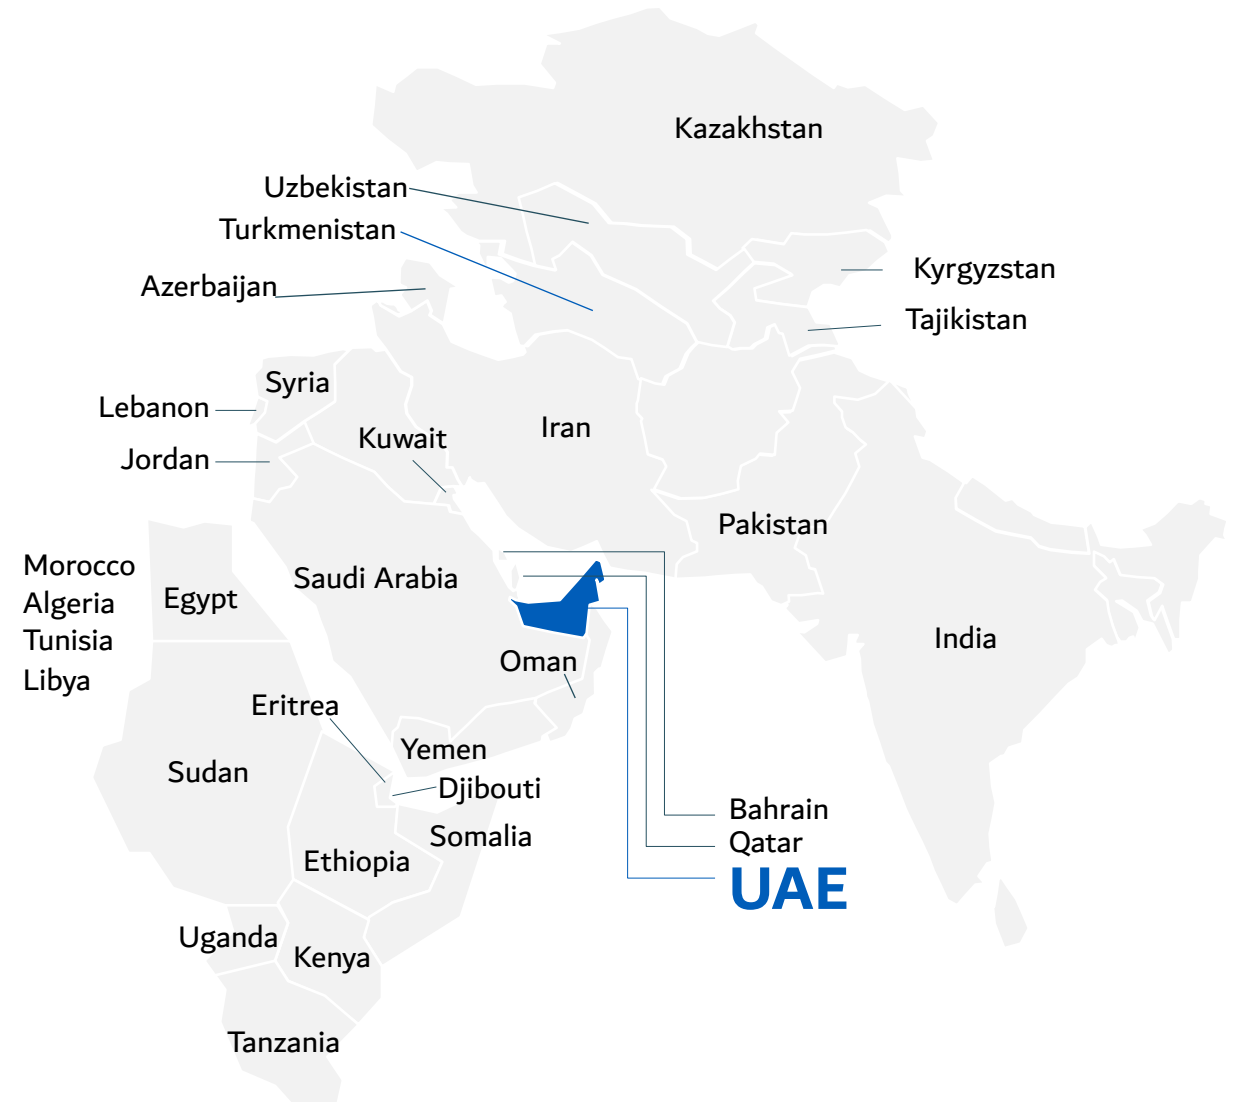 Kazakhstan
Uzbekistan
Turkmenistan
Azerbaijan
Kyrgyzstan
Tajikistan
Syria
Lebanon
Iran
Kuwait
Jordan
Pakistan
Morocco
Algeria
Tunisia
Libya
Egypt
Saudi Arabia
India
Oman
Eritrea
Yemen
Sudan
Djibouti
Somalia
Ethiopia
Bahrain
Qatar
UAE
Uganda
Kenya
Tanzania